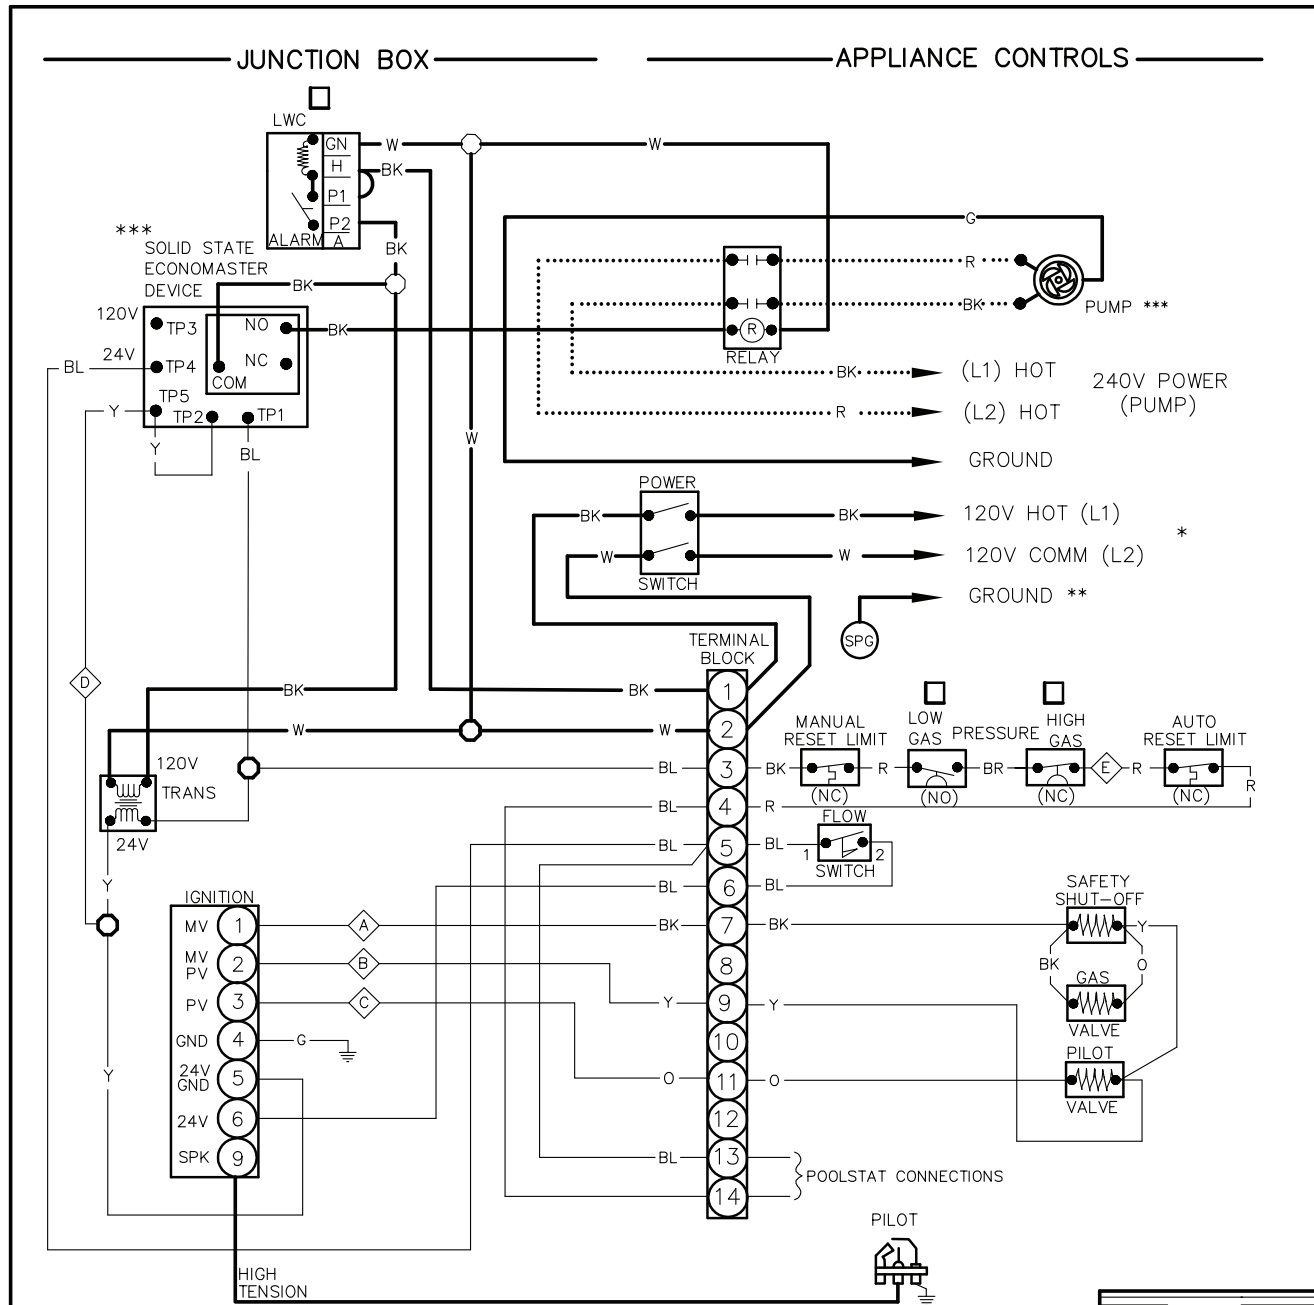 JUNCTION BOX
APPLIANCE CONTROLS
LWC
GN
W
W
H
BK
P1
P2
ALARM
A
BK
G
***
SOLID STATE
ECONOMASTER
DEVICE
BK
R
BK
PUMP ***
120V
TP3
NO
BK
R
RELAY
24V
BL
TP4
NC
COM
BK
(L1) HOT
240V POWER
(PUMP)
Y
TP5
TP2
TP1
R
(L2) HOT
Y
BL
W
GROUND
POWER
BK
BK
120V HOT (L1)
*
W
W
120V COMM (L2)
SWITCH
GROUND **
SPG
TERMINAL
BLOCK
D
BK
BK
1
W
W
2
MANUAL
RESET LIMIT
LOW
GAS
PRESSURE
HIGH
GAS
AUTO
RESET LIMIT
120V
TRANS
24V
BL
3
BK
R
BR
E
R
R
(NC)
(NO)
(NC)
(NC)
BL
4
R
FLOW
BL
5
BL
1
2
SWITCH
Y
BL
6
BL
IGNITION
SAFETY
SHUT-OFF
MV
1
A
BK
7
BK
Y
MV
PV
2
B
8
BK
O
GAS
VALVE
PV
3
C
Y
9
Y
GND
4
G
10
PILOT
VALVE
Y
24V
GND
5
O
11
O
24V
6
12
SPK
9
BL
13
POOLSTAT CONNECTIONS
14
PILOT
HIGH
TENSION